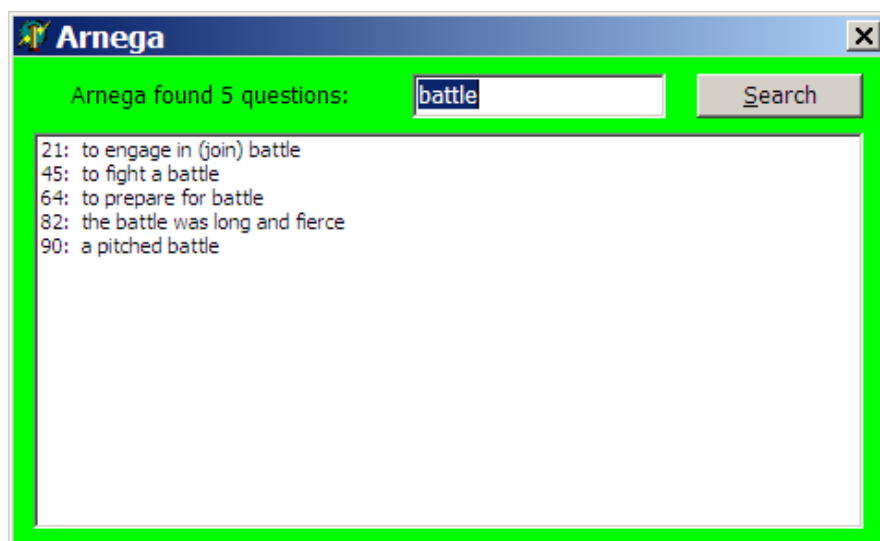 Arnega
Arnega found 5 questions: battle Search
21: to engage in (join) battle
45: to fight a battle
64: to prepare for battle
82: the battle was long and fierce
90: a pitched battle